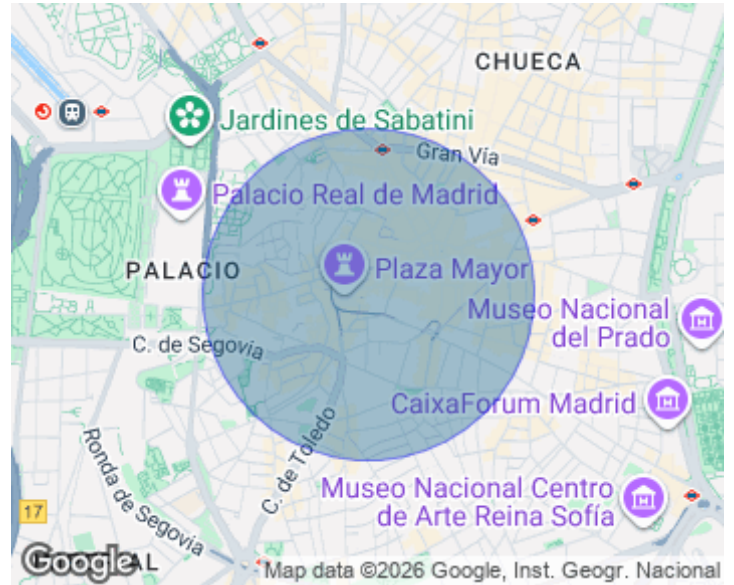 CHUECA
Jardines de Sabatini
Gran Vía
Palacio Real de Madrid
PALACIO
Plaza Mayor
Museo Nacional
del Prado
C. de Segovia
CaixaForum Madrid
C. de Toledo
Ronda de Segovia
Museo Nacional Centro
de Arte Reina Sofía
17
Google
Map data ©2026 Google, Inst. Geogr. Nacional